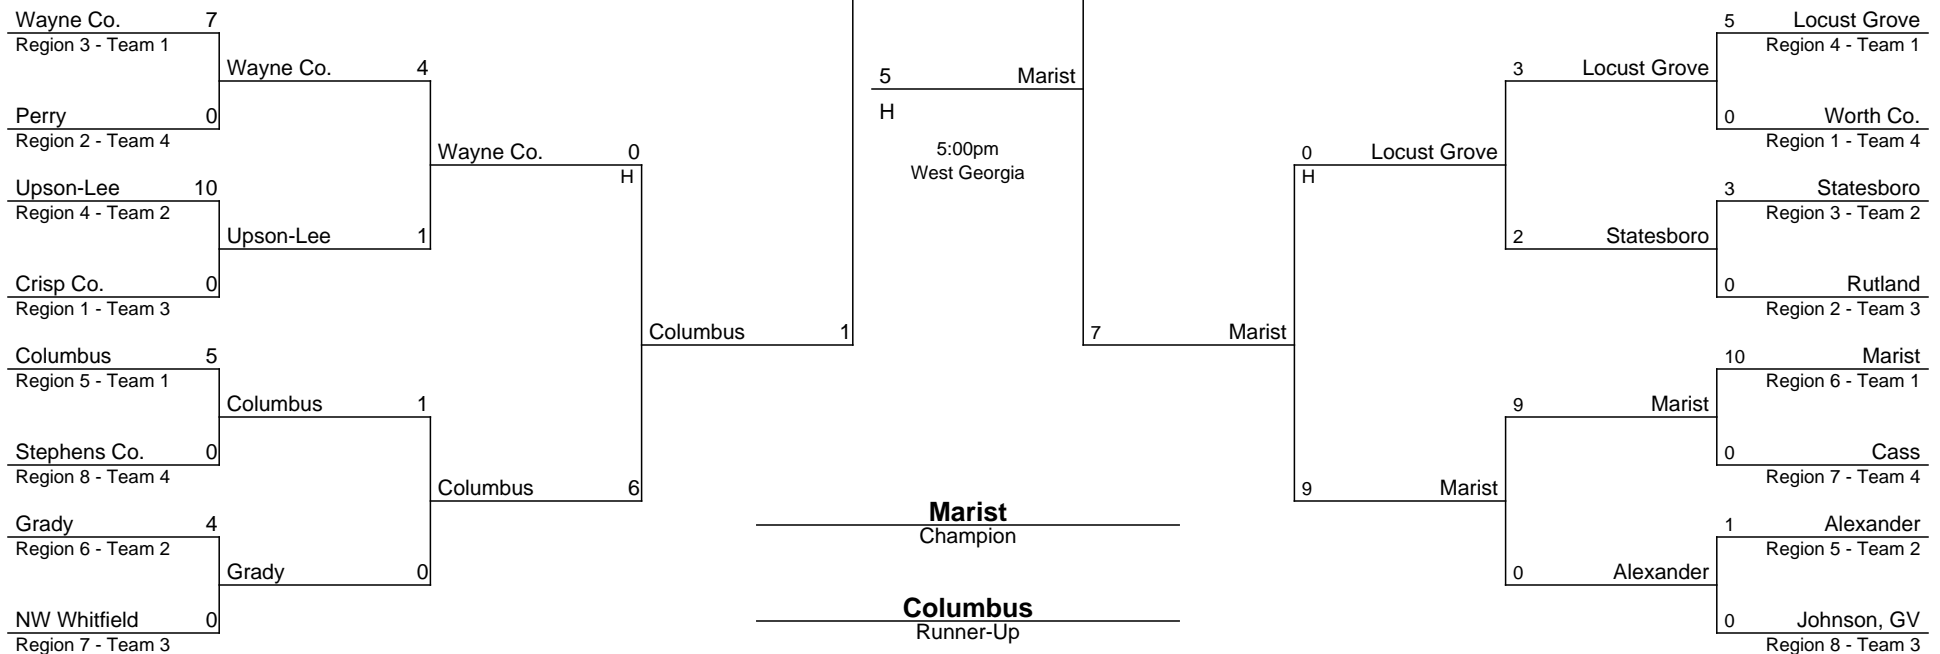 Wayne Co. 7
Region 3 - Team 1
Perry 0
Region 2 - Team 4
Upson-Lee 10
Region 4 - Team 2
Crisp Co. 0
Region 1 - Team 3
Columbus 5
Region 5 - Team 1
Stephens Co. 0
Region 8 - Team 4
Grady 4
Region 6 - Team 2
NW Whitfield 0
Region 7 - Team 3
Wayne Co. 4
Upson-Lee 1
Columbus 1
Grady 0
Wayne Co. 0
H
Columbus 6
Columbus 1
5 Marist
H
5:00pm
West Georgia
Marist
Champion
Columbus
Runner-Up
7 Marist
0 Locust Grove
H
9 Marist
3 Locust Grove
2 Statesboro
9 Marist
0 Alexander
5 Locust Grove
Region 4 - Team 1
0 Worth Co.
Region 1 - Team 4
3 Statesboro
Region 3 - Team 2
0 Rutland
Region 2 - Team 3
10 Marist
Region 6 - Team 1
0 Cass
Region 7 - Team 4
1 Alexander
Region 5 - Team 2
0 Johnson, GV
Region 8 - Team 3